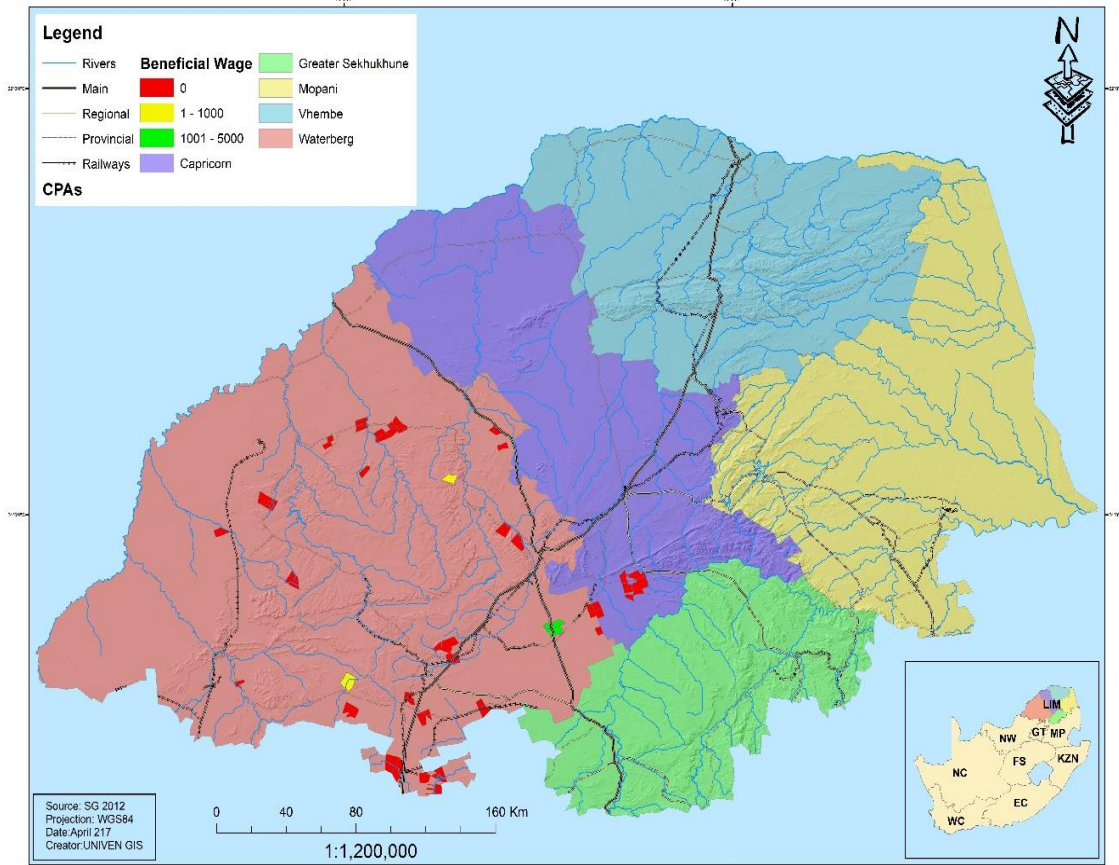 Legend
Rivers
Main
Regional
Provincial
Railways
CPAs
Beneficial Wage
0
1 - 1000
1001 - 5000
Capricorn
Greater Sekhukhune
Mopani
Vhembe
Waterberg
N
Source: SG 2012
Projection: WGS84
Date:April 217
Creator:UNIVEN GIS
0 40 80 160 Km
1:1,200,000
LIM
NW
GT
MP
NC
FS
KZN
EC
WC